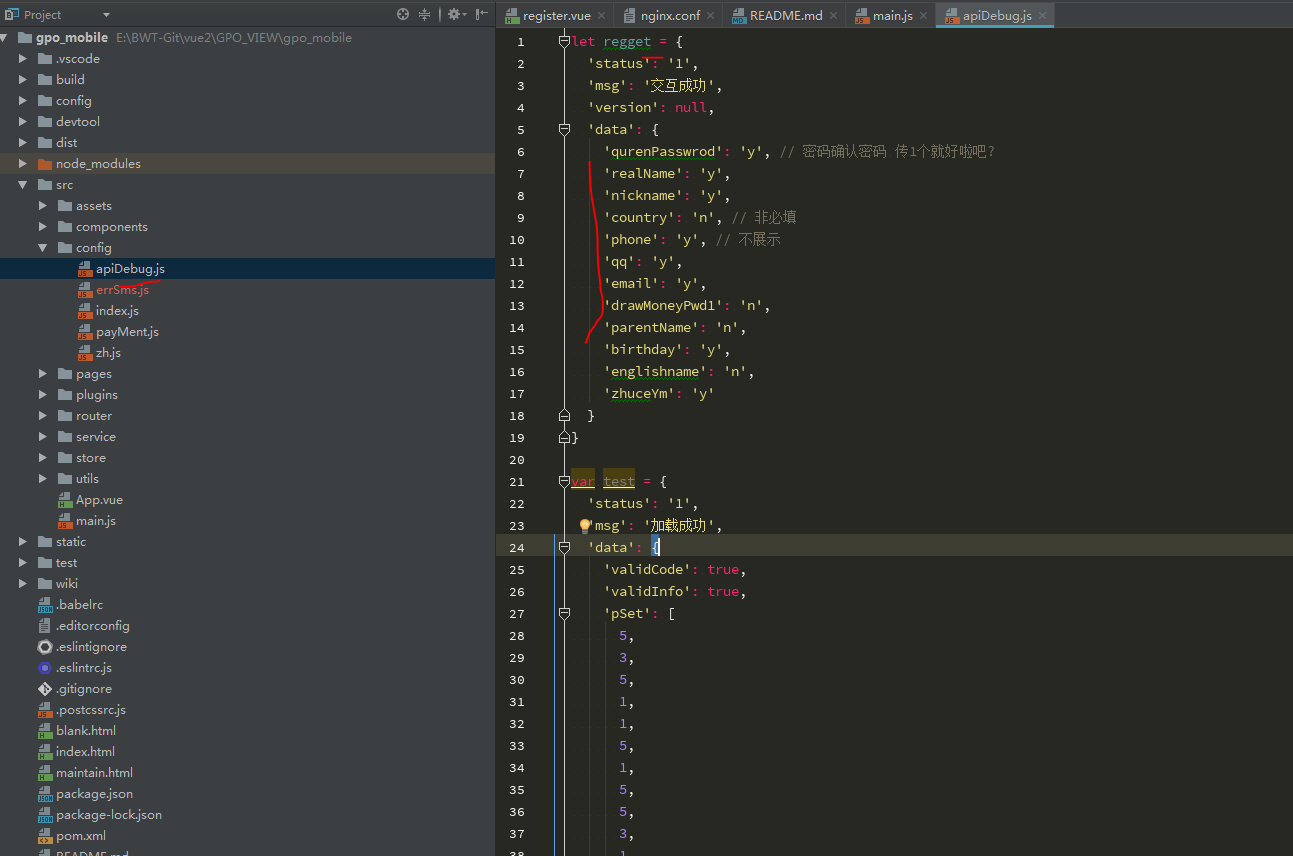 Project
gpo_mobile E:\BWT-Git\vue2\GPO_VIEW\gpo_mobile
.vscode
build
config
devtool
dist
node_modules
src
assets
components
config
apiDebug.js
errSms.js
index.js
payMent.js
zh.js
pages
plugins
router
service
store
utils
App.vue
main.js
static
test
wiki
.babelrc
.editorconfig
.eslintignore
.eslintrc.js
.gitignore
.postcssrc.js
blank.html
index.html
maintain.html
package.json
package-lock.json
pom.xml
README.md
register.vue nginx.conf README.md main.js apiDebug.js
1 let regget = {
2 'status': '1',
3 'msg': '交互成功',
4 'version': null,
5 'data': {
6 'qurenPasswrod': 'y', // 密码确认密码 传1个就好啦吧?
7 'realName': 'y',
8 'nickname': 'y',
9 'country': 'n', // 非必填
10 'phone': 'y', // 不展示
11 'qq': 'y',
12 'email': 'y',
13 'drawMoneyPwd1': 'n',
14 'parentName': 'n',
15 'birthday': 'y',
16 'englishname': 'n',
17 'zhuceYm': 'y'
18 }
19 }
20
21 var test = {
22 'status': '1',
23 'msg': '加载成功',
24 'data': {
25 'validCode': true,
26 'validInfo': true,
27 'pSet': [
28 5,
29 3,
30 5,
31 1,
32 1,
33 5,
34 1,
35 5,
36 5,
37 3,
38 1